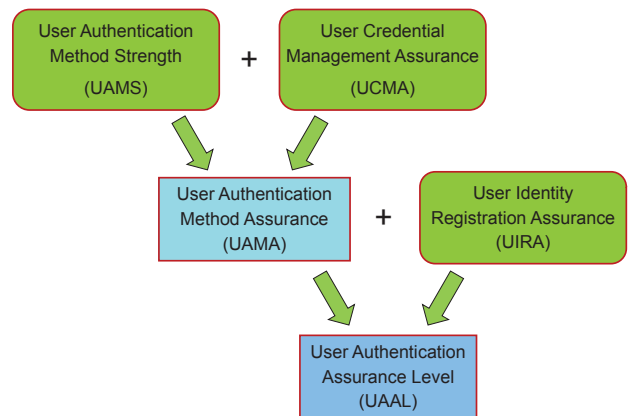 User Authentication
Method Strength
(UAMS)
+
User Credential
Management Assurance
(UCMA)
User Authentication
Method Assurance
(UAMA)
+
User Identity
Registration Assurance
(UIRA)
User Authentication
Assurance Level
(UAAL)